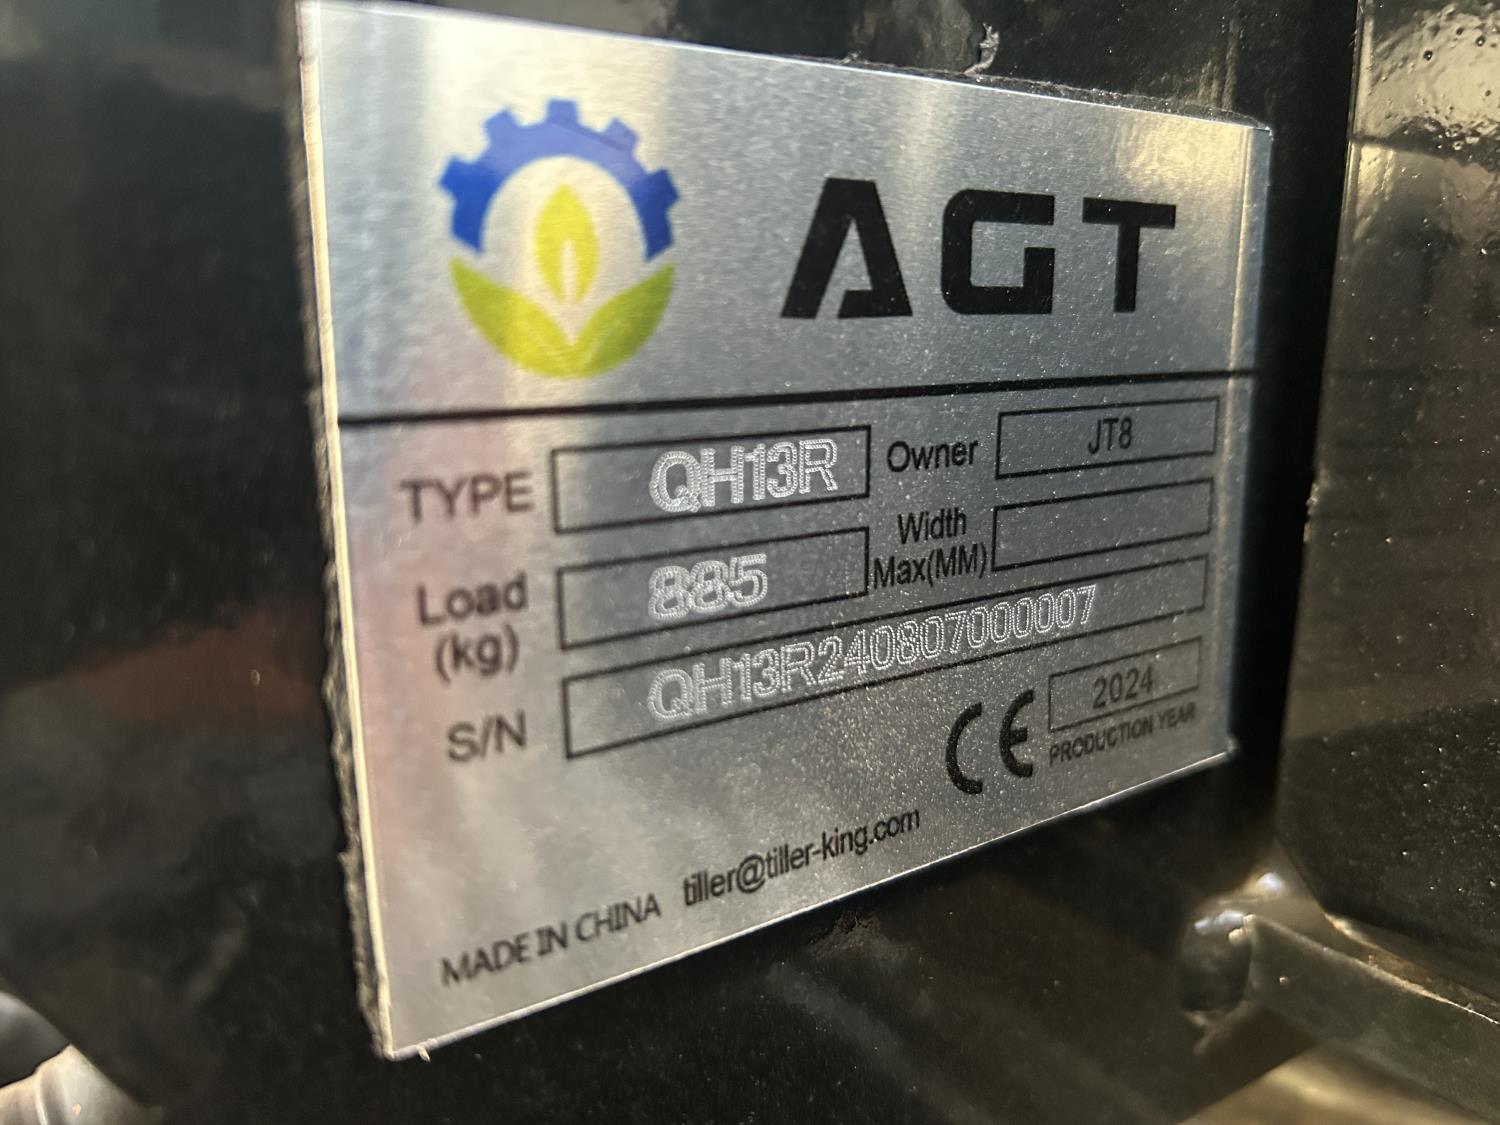 AGT
TYPE QH13R Owner JT8
Load (kg) 885 Width Max(MM)
S/N QH13R240807000007
CE 2024
PRODUCTION YEAR
MADE IN CHINA tiller@tiller-king.com